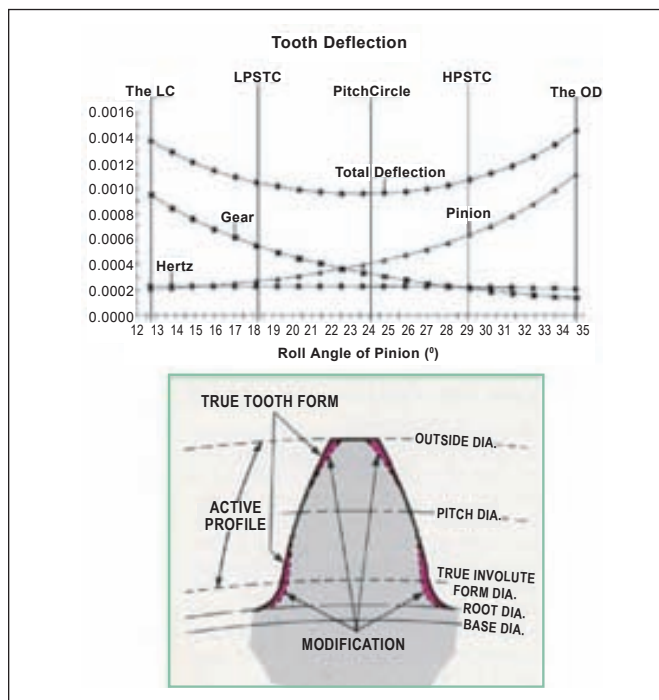 Tooth Deflection
The LC
LPSTC
PitchCircle
HPSTC
The OD
0.0016
0.0014
0.0012
0.0010
0.0008
0.0006
0.0004
0.0002
0.0000
Total Deflection
Pinion
Gear
Hertz
12 13 14 15 16 17 18 19 20 21 22 23 24 25 26 27 28 29 30 31 32 33 34 35
Roll Angle of Pinion (⁰)
TRUE TOOTH FORM
OUTSIDE DIA.
ACTIVE
PROFILE
PITCH DIA.
TRUE INVOLUTE
FORM DIA.
ROOT DIA.
BASE DIA.
MODIFICATION